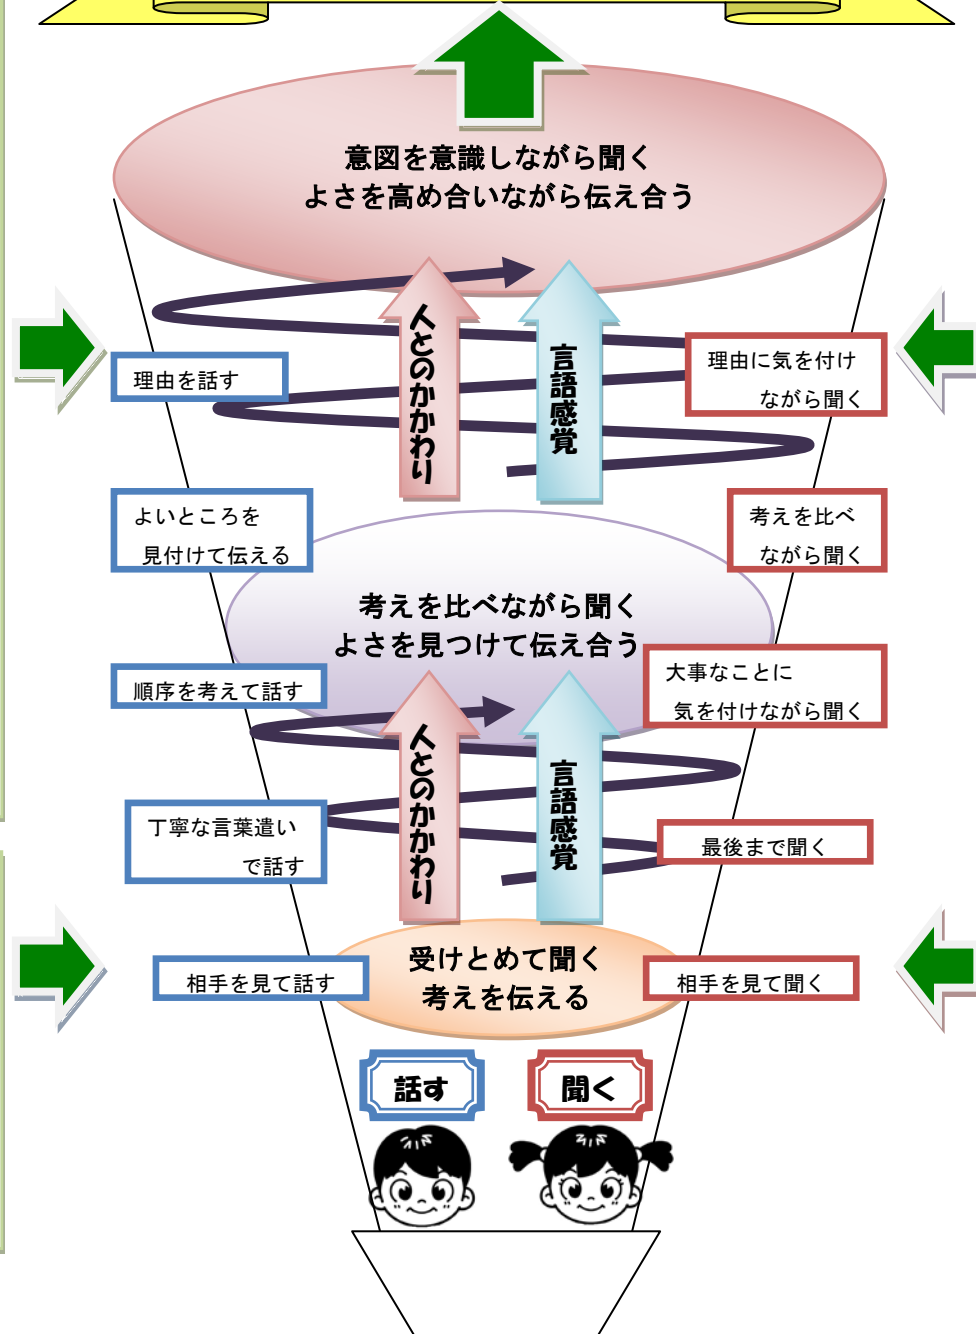 意図を意識しながら聞く
よさを高め合いながら伝え合う
人とのかかわり
言語感覚
理由を話す
理由に気を付け
ながら聞く
よいところを
見付けて伝える
考えを比べ
ながら聞く
考えを比べながら聞く
よさを見つけて伝え合う
順序を考えて話す
大事なことに
気を付けながら聞く
人とのかかわり
言語感覚
丁寧な言葉遣い
で話す
最後まで聞く
受けとめて聞く
考えを伝える
相手を見て話す
相手を見て聞く
話す
聞く